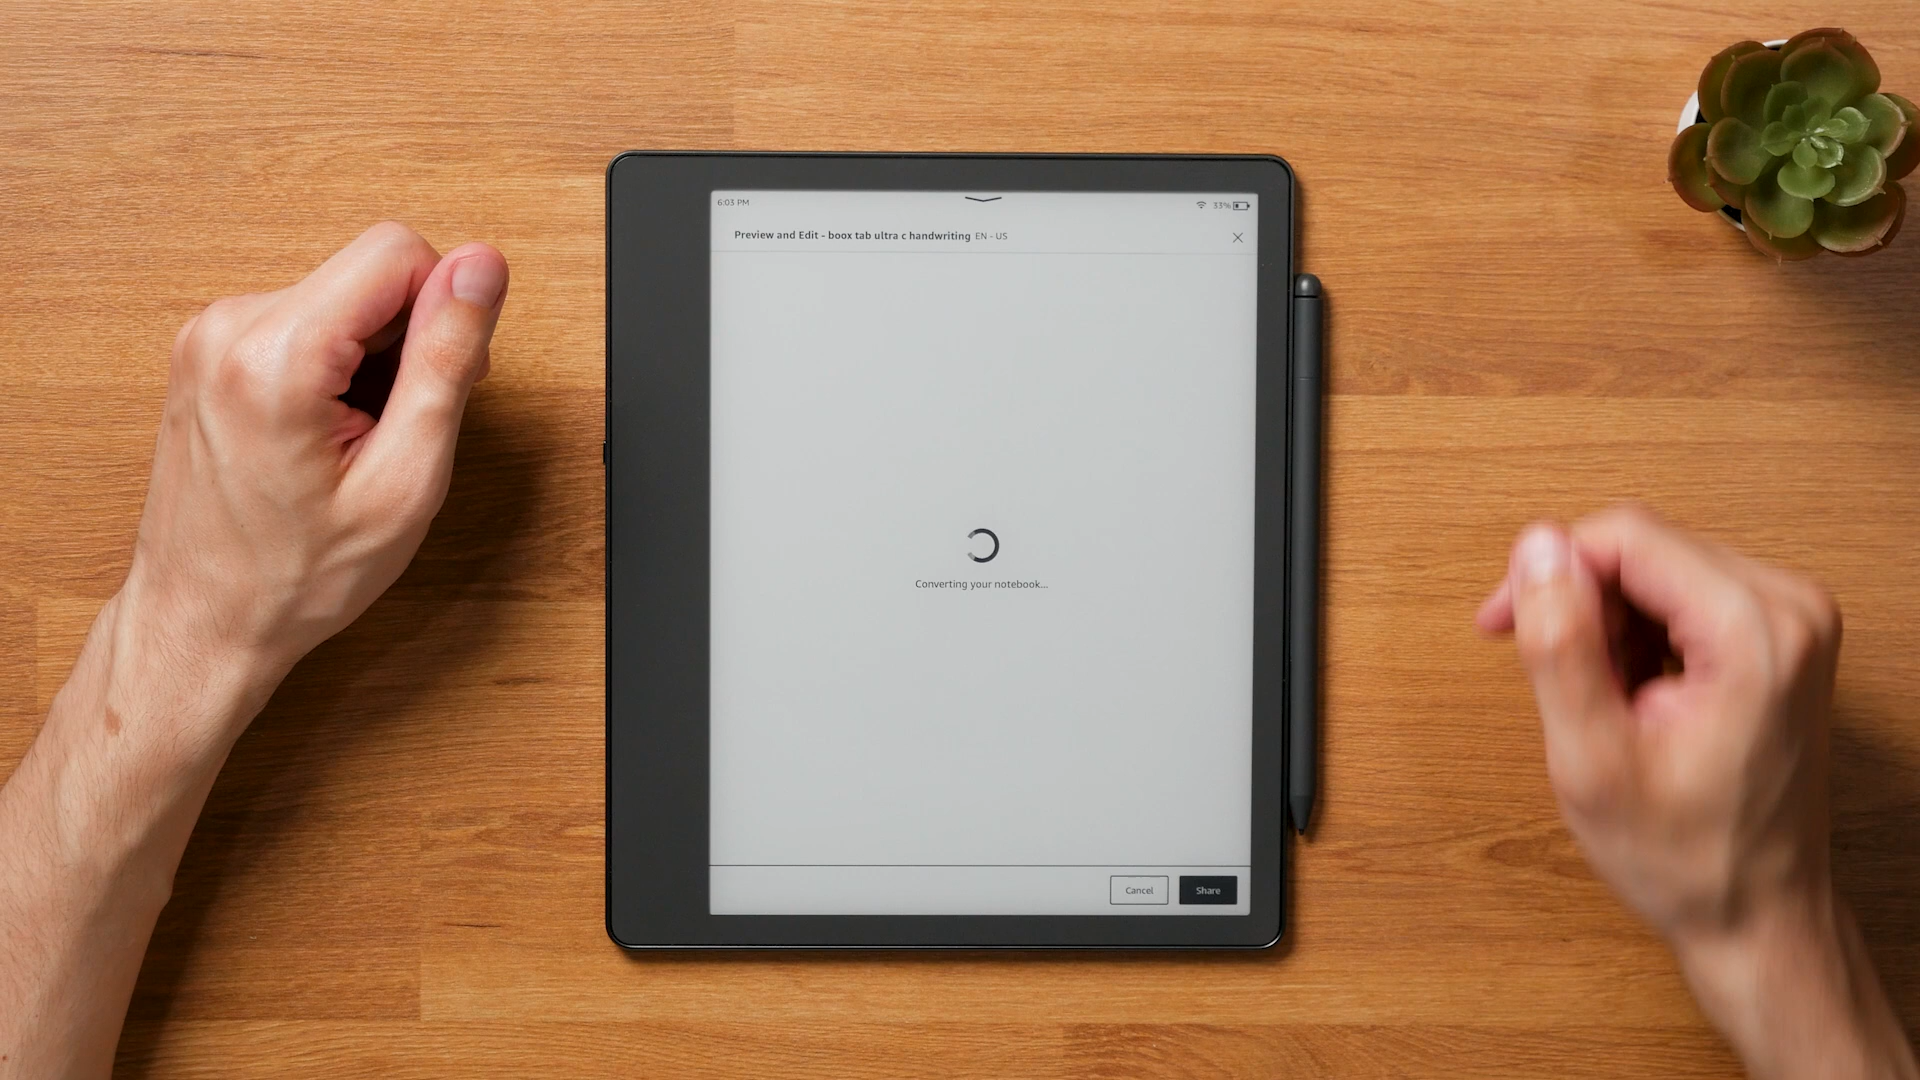 6:03 PM
33%
Preview and Edit - boox tab ultra c handwriting EN - US
Converting your notebook...
Cancel
Share